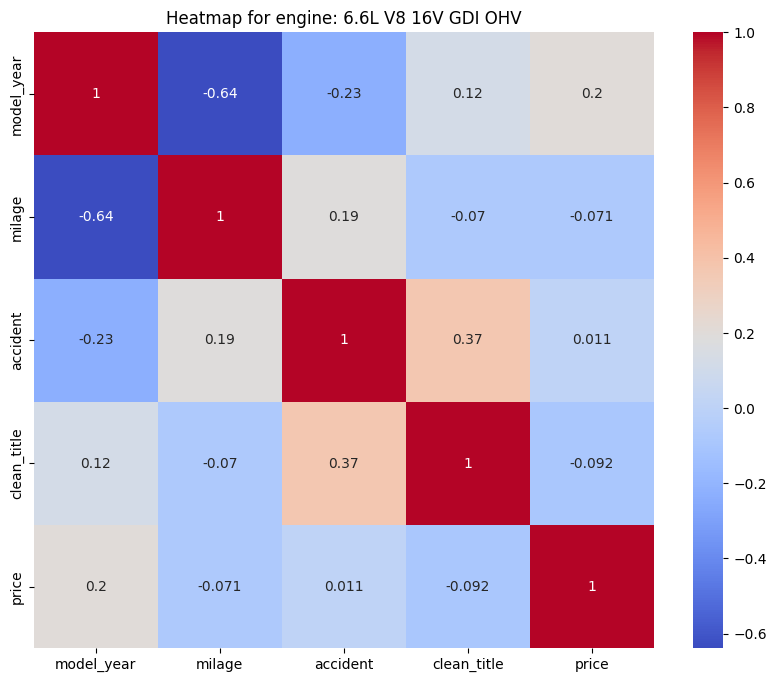 Heatmap for engine: 6.6L V8 16V GDI OHV
model_year 1 -0.64 -0.23 0.12 0.2
milage -0.64 1 0.19 -0.07 -0.071
accident -0.23 0.19 1 0.37 0.011
clean_title 0.12 -0.07 0.37 1 -0.092
price 0.2 -0.071 0.011 -0.092 1
model_year milage accident clean_title price
1.0
0.8
0.6
0.4
0.2
0.0
−0.2
−0.4
−0.6